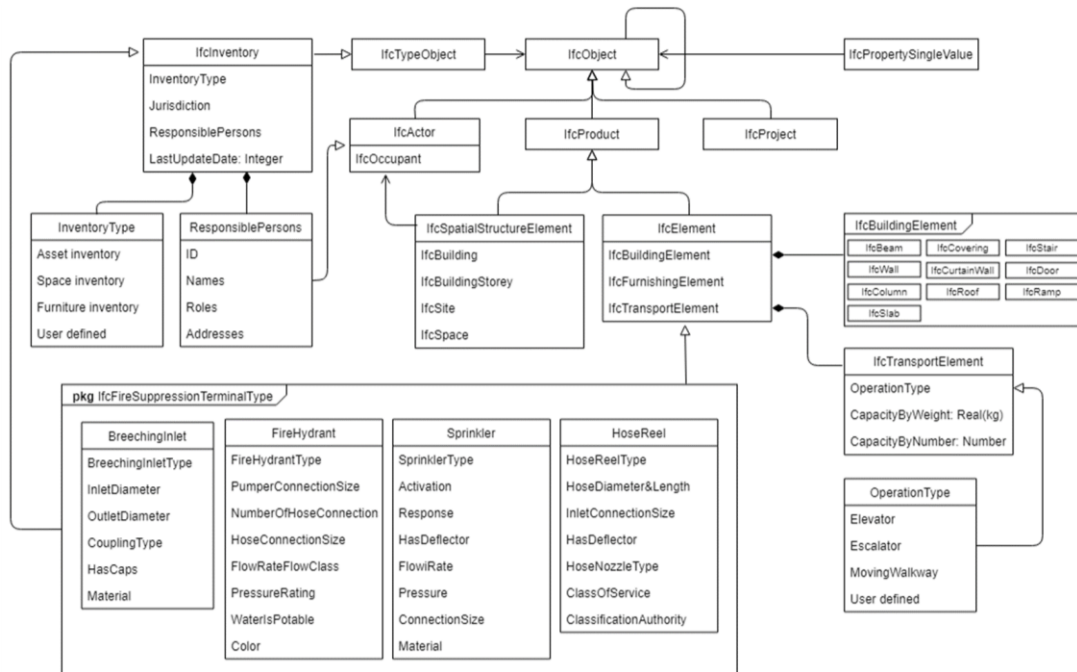 IfcInventory
InventoryType
Jurisdiction
ResponsiblePersons
LastUpdateDate: Integer
IfcTypeObject
IfcObject
IfcPropertySingleValue
IfcActor
IfcOccupant
IfcProduct
IfcProject
InventoryType
Asset inventory
Space inventory
Furniture inventory
User defined
ResponsiblePersons
ID
Names
Roles
Addresses
IfcSpatialStructureElement
IfcBuilding
IfcBuildingStorey
IfcSite
IfcSpace
IfcElement
IfcBuildingElement
IfcFurnishingElement
IfcTransportElement
IfcBuildingElement
IfcBeam IfcCovering IfcStair
IfcWall IfcCurtainWall IfcDoor
IfcColumn IfcRoof IfcRamp
IfcSlab
IfcTransportElement
OperationType
CapacityByWeight: Real(kg)
CapacityByNumber: Number
OperationType
Elevator
Escalator
MovingWalkway
User defined
pkg IfcFireSuppressionTerminalType
BreechingInlet
BreechingInletType
InletDiameter
OutletDiameter
CouplingType
HasCaps
Material
FireHydrant
FireHydrantType
PumperConnectionSize
NumberOfHoseConnection
HoseConnectionSize
FlowRateFlowClass
PressureRating
WaterIsPotable
Color
Sprinkler
SprinklerType
Activation
Response
HasDeflector
FlowiRate
Pressure
ConnectionSize
Material
HoseReel
HoseReelType
HoseDiameter&Length
InletConnectionSize
HasDeflector
HoseNozzleType
ClassOfService
ClassificationAuthority